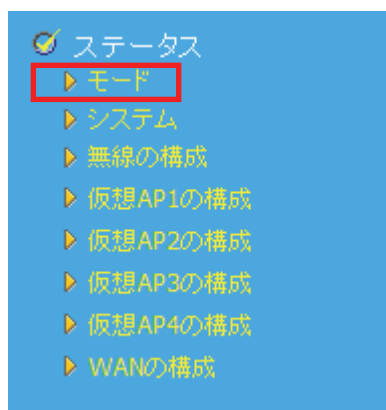 ステータス
モード
システム
無線の構成
仮想AP1の構成
仮想AP2の構成
仮想AP3の構成
仮想AP4の構成
WANの構成